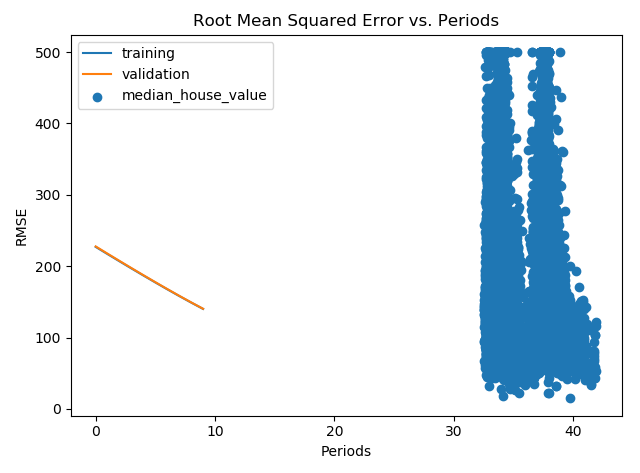 Root Mean Squared Error vs. Periods
training
validation
median_house_value
500
400
300
200
100
0
RMSE
0 10 20 30 40
Periods